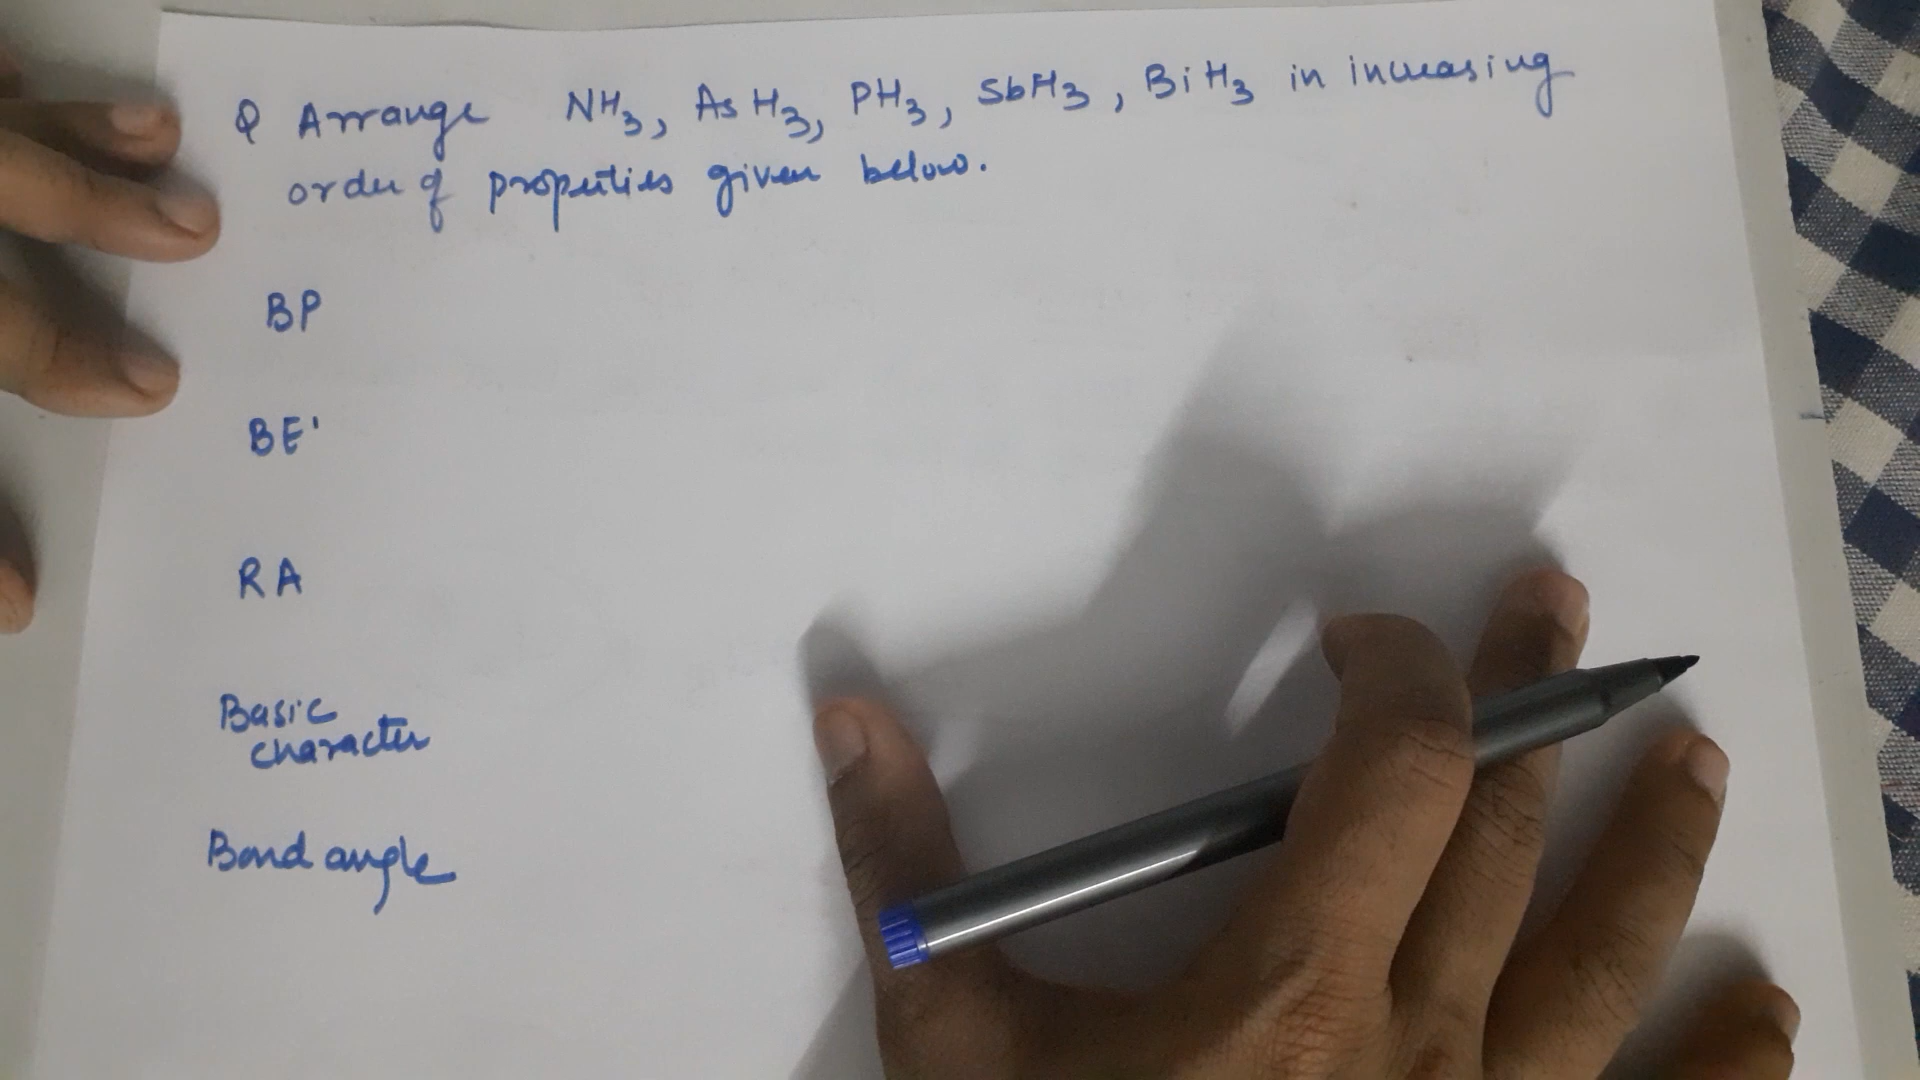 Q Arrange NH3, AsH3, PH3, SbH3, BiH3 in increasing
order of properties given below.
BP
BE'
RA
Basic
character
Bond angle